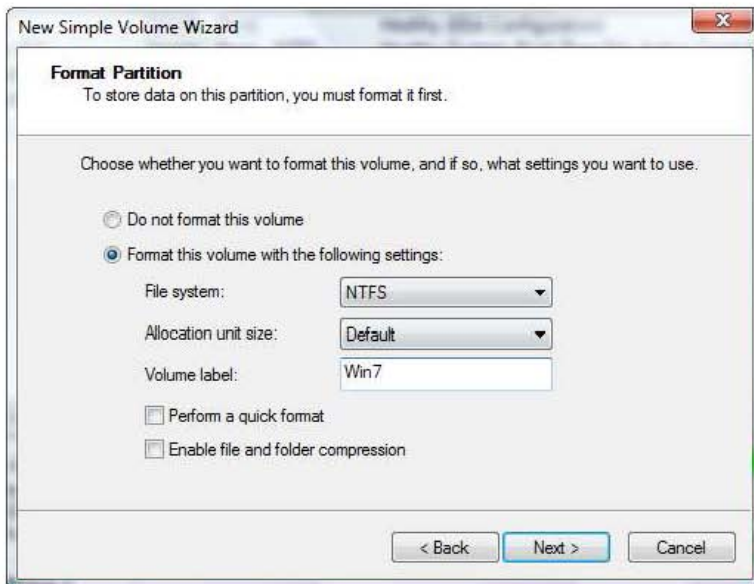 New Simple Volume Wizard
Format Partition
To store data on this partition, you must format it first.
Choose whether you want to format this volume, and if so, what settings you want to use.
Do not format this volume
Format this volume with the following settings:
File system: NTFS
Allocation unit size: Default
Volume label: Win7
Perform a quick format
Enable file and folder compression
< Back Next > Cancel